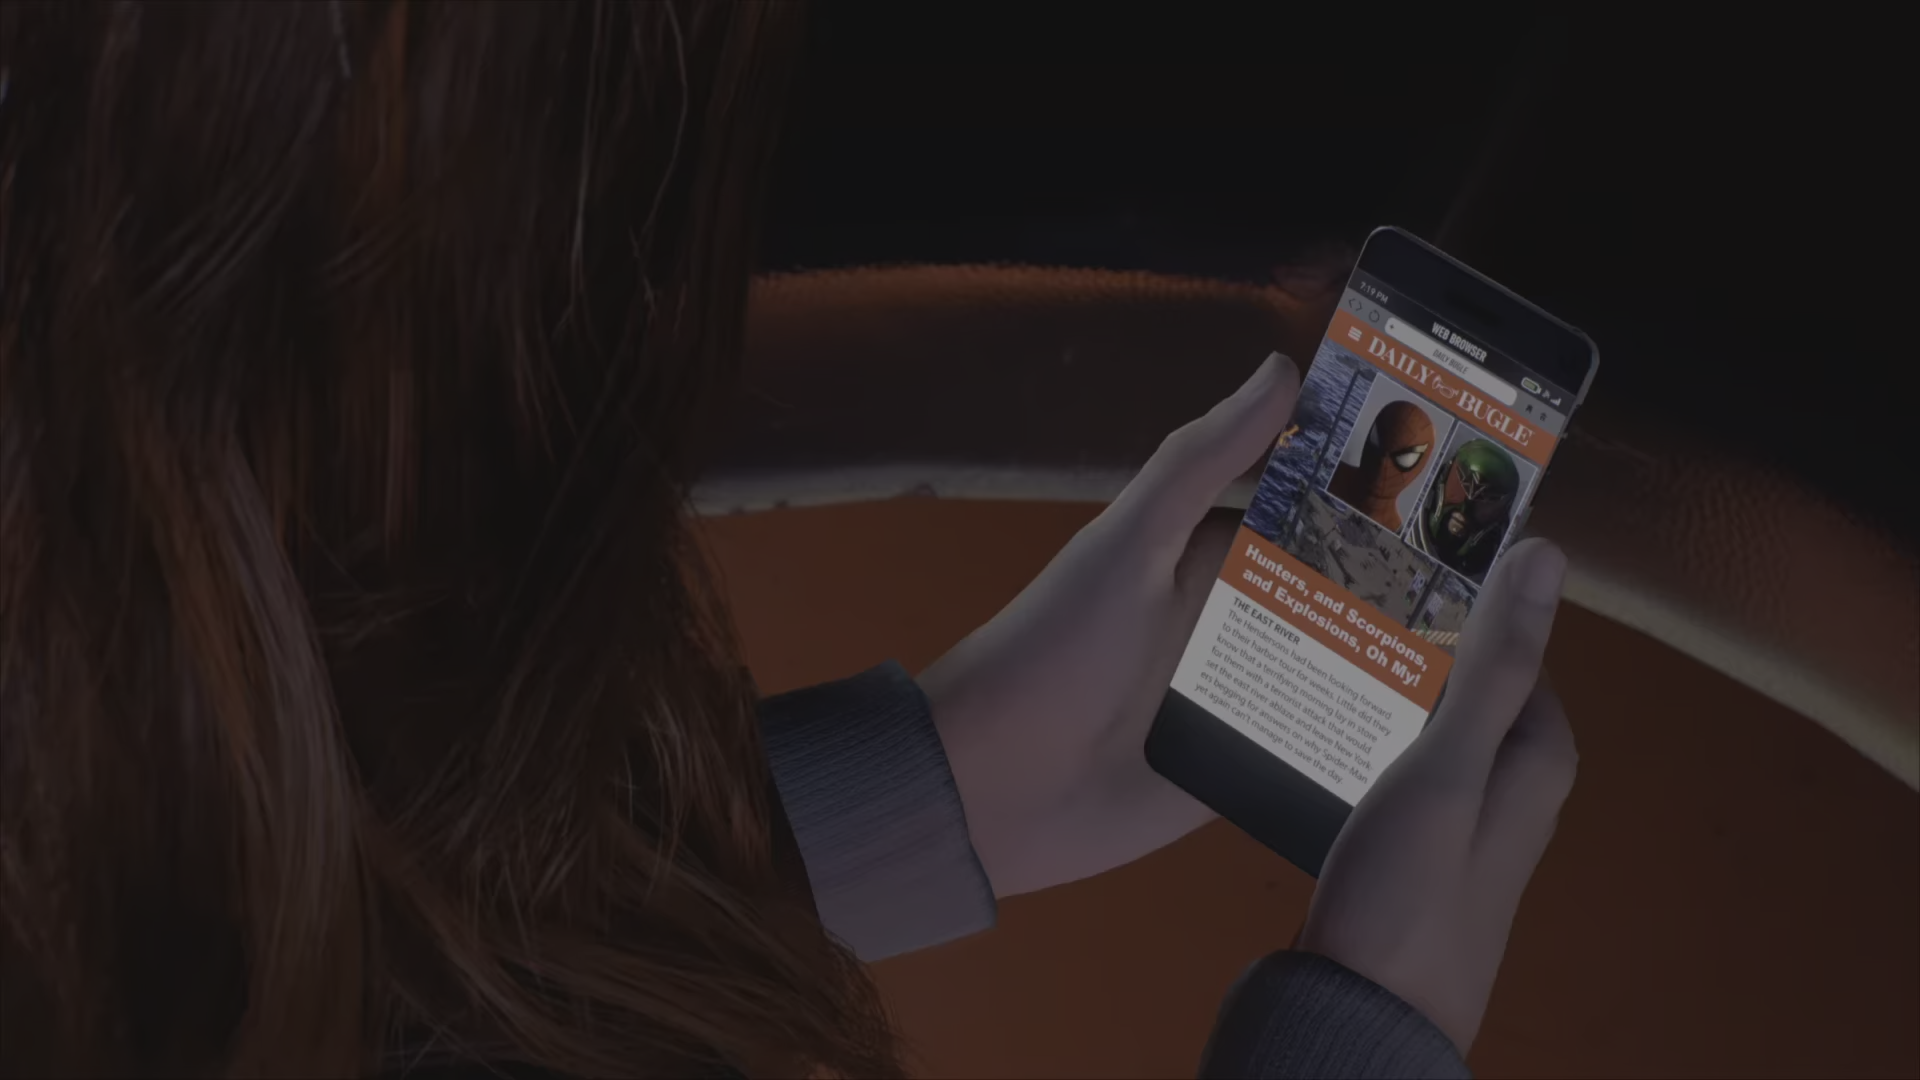 7:19 PM
WEB BROWSER
DAILY BUGLE
DAILY BUGLE
Hunters, and Scorpions,
and Explosions, Oh My!
THE EAST RIVER
The Hendersons had been looking forward
to their harbor tour for weeks. Little did they
know that a terrifying morning lay in store
for them with a terrorist attack that would
set the east river ablaze and leave New York-
ers begging for answers on why Spider-Man
yet again can't manage to save the day.